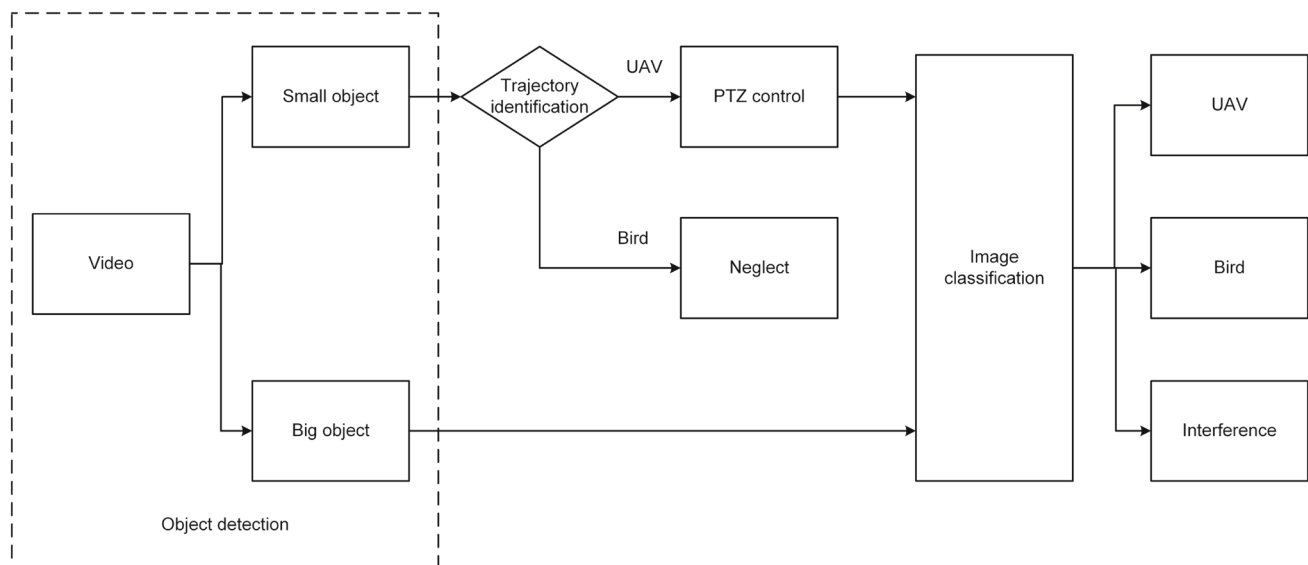 Small object
Trajectory
identification
UAV
PTZ control
UAV
Video
Bird
Neglect
Image
classification
Bird
Big object
Interference
Object detection